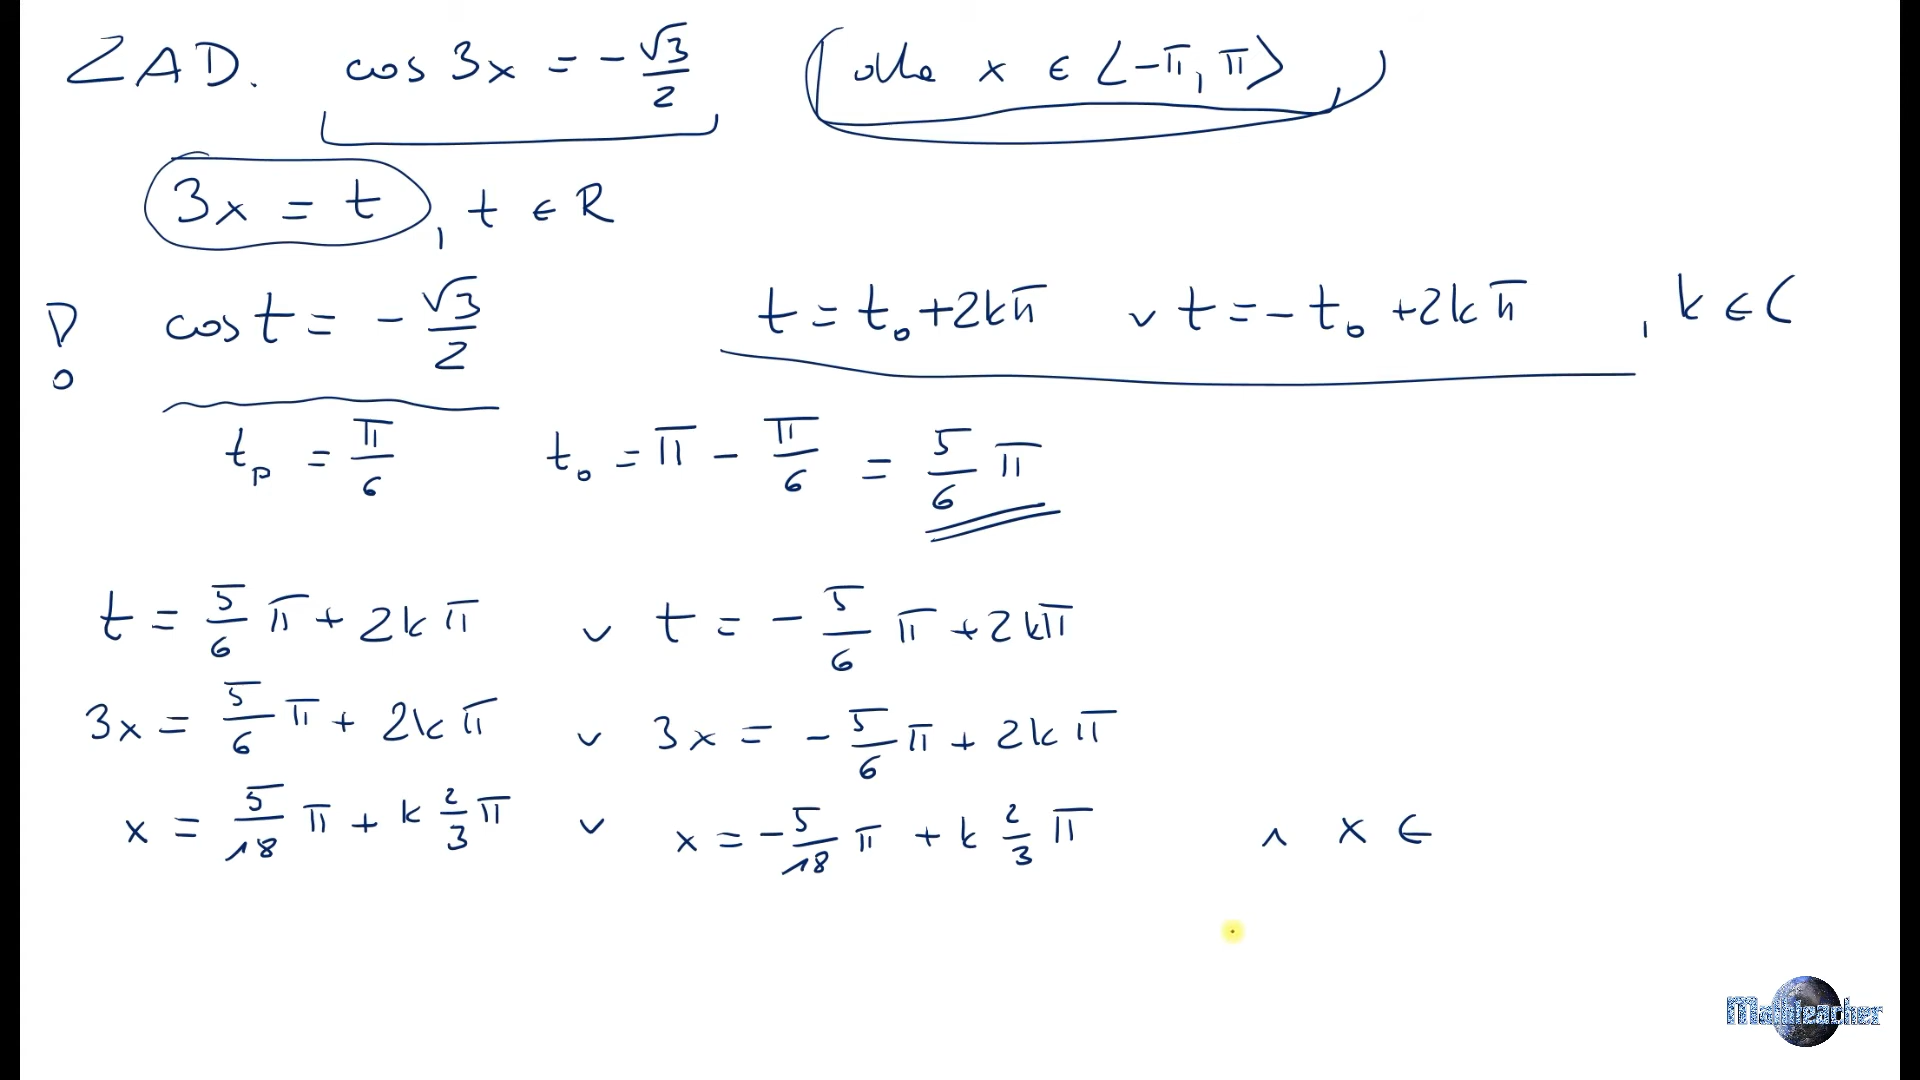 ZAD. cos 3x = -√3/2 (dla x ∈ ⟨-π, π⟩)
3x = t, t ∈ R
D cos t = -√3/2 t = t₀ + 2kπ ∨ t = -t₀ + 2kπ, k ∈ C
o
t_p = π/6 t₀ = π - π/6 = 5/6 π
t = 5/6 π + 2kπ ∨ t = -5/6 π + 2kπ
3x = 5/6 π + 2kπ ∨ 3x = -5/6 π + 2kπ
x = 5/18 π + k 2/3 π ∨ x = -5/18 π + k 2/3 π ∧ x ∈
Mathteacher